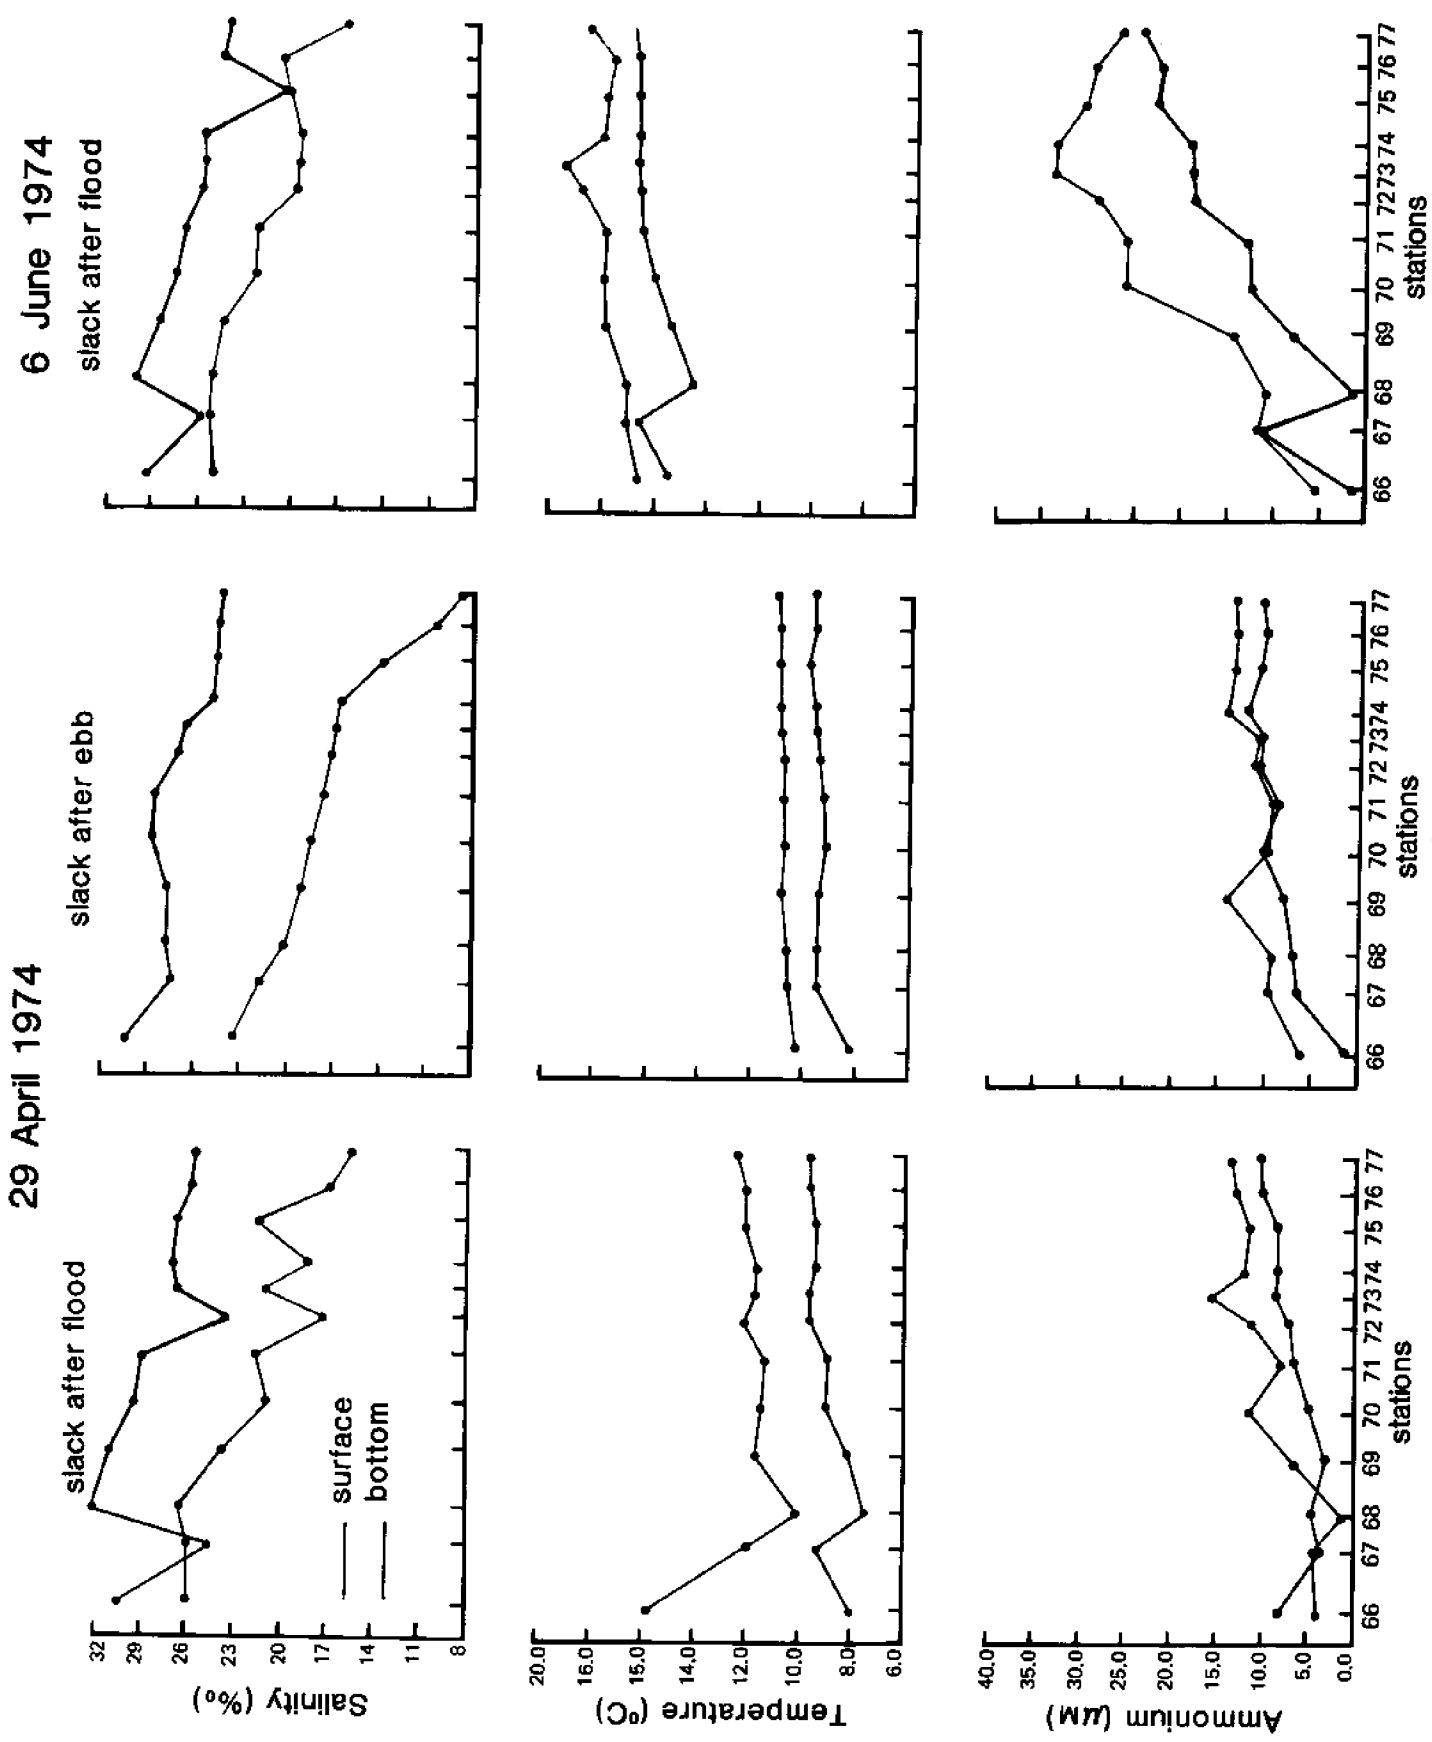 29 April 1974
6 June 1974
slack after flood
slack after ebb
slack after flood
Salinity (‰)
32
29
26
23
20
17
14
11
8
surface
bottom
Temperature (ºC)
20.0
16.0
14.0
12.0
10.0
8.0
6.0
Ammonium (μM)
40.0
30.0
25.0
20.0
15.0
10.0
5.0
0.0
66 67 68 69 70 71 72 73 74 75 76 77
stations
66 67 68 69 70 71 72 73 74 75 76 77
stations
66 67 68 69 70 71 72 73 74 75 76 77
stations